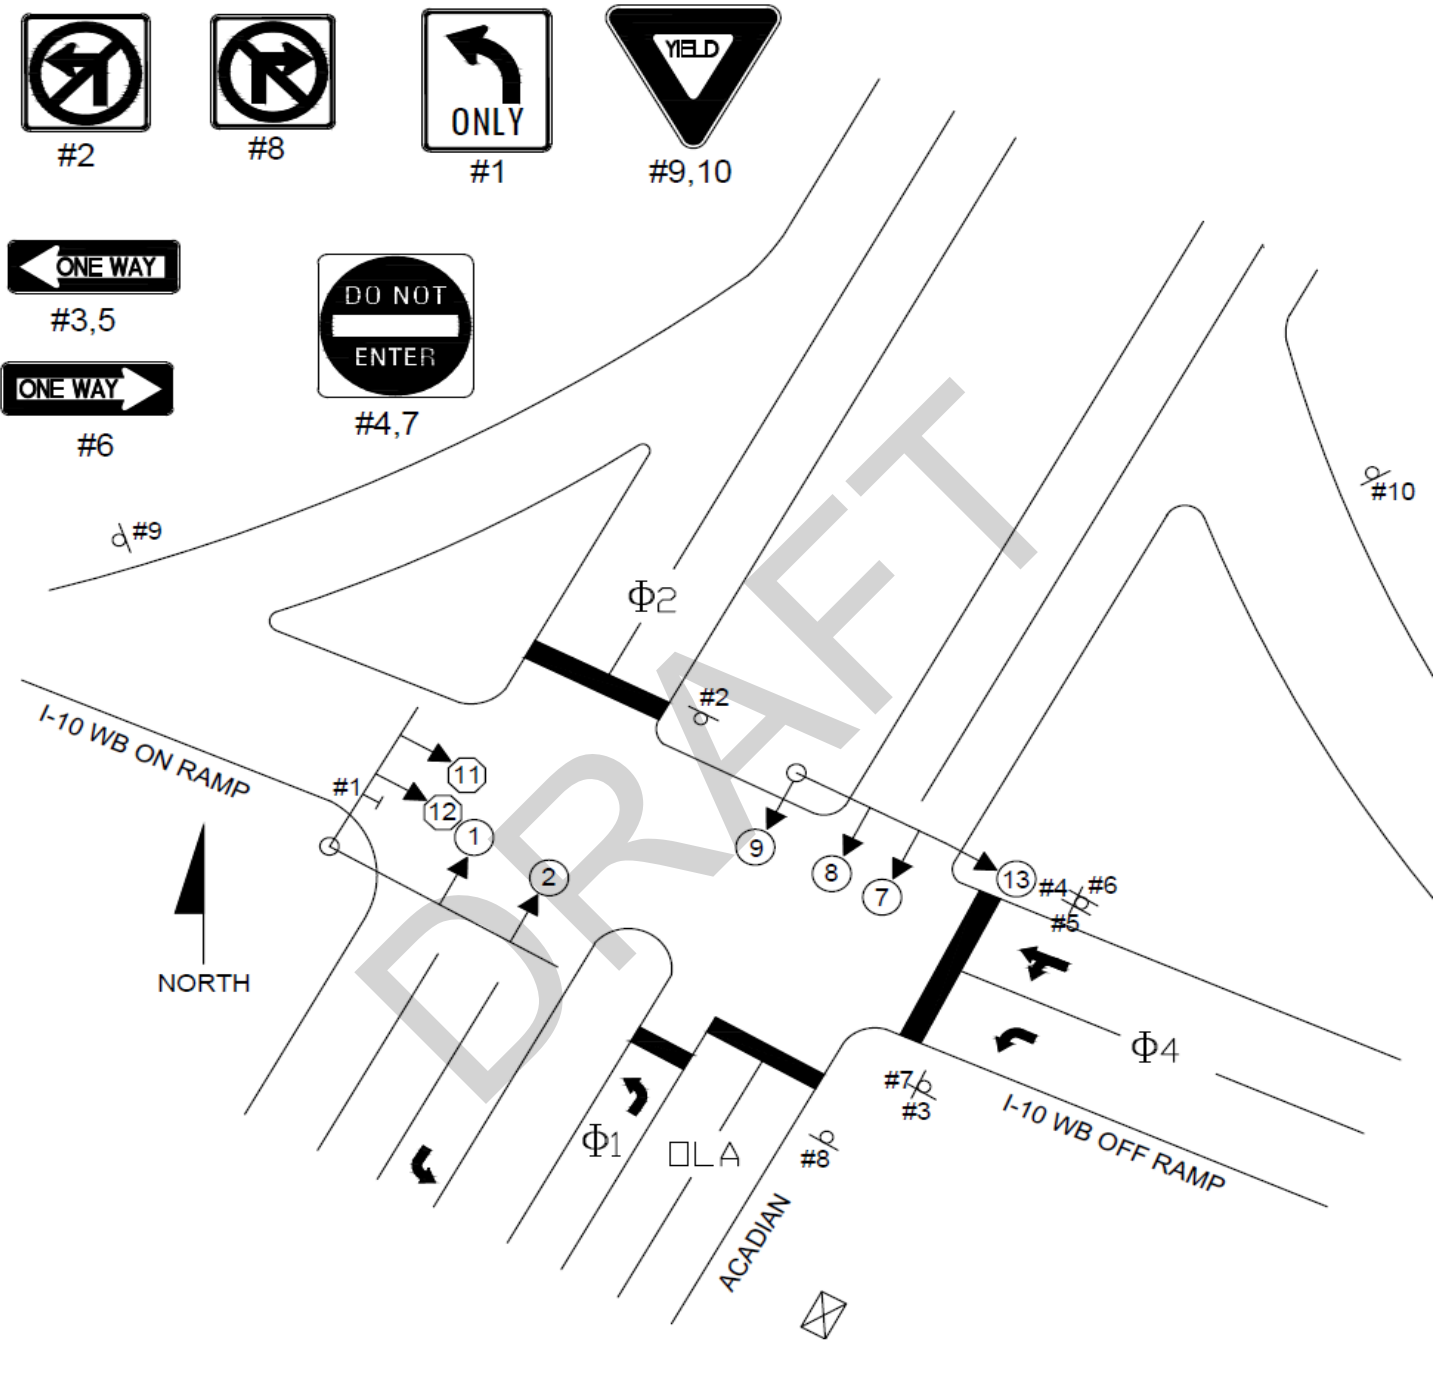 YIELD
ONLY
#2
#8
#1
#9,10
ONE WAY
#3,5
DO NOT
ENTER
ONE WAY
#6
#4,7
#10
#9
Φ2
#2
I-10 WB ON RAMP
#1
11
12
1
2
9
8
7
13
#4
#6
#5
NORTH
Φ4
#7
#3
Φ1
OLA
#8
I-10 WB OFF RAMP
ACADIAN
DRAFT